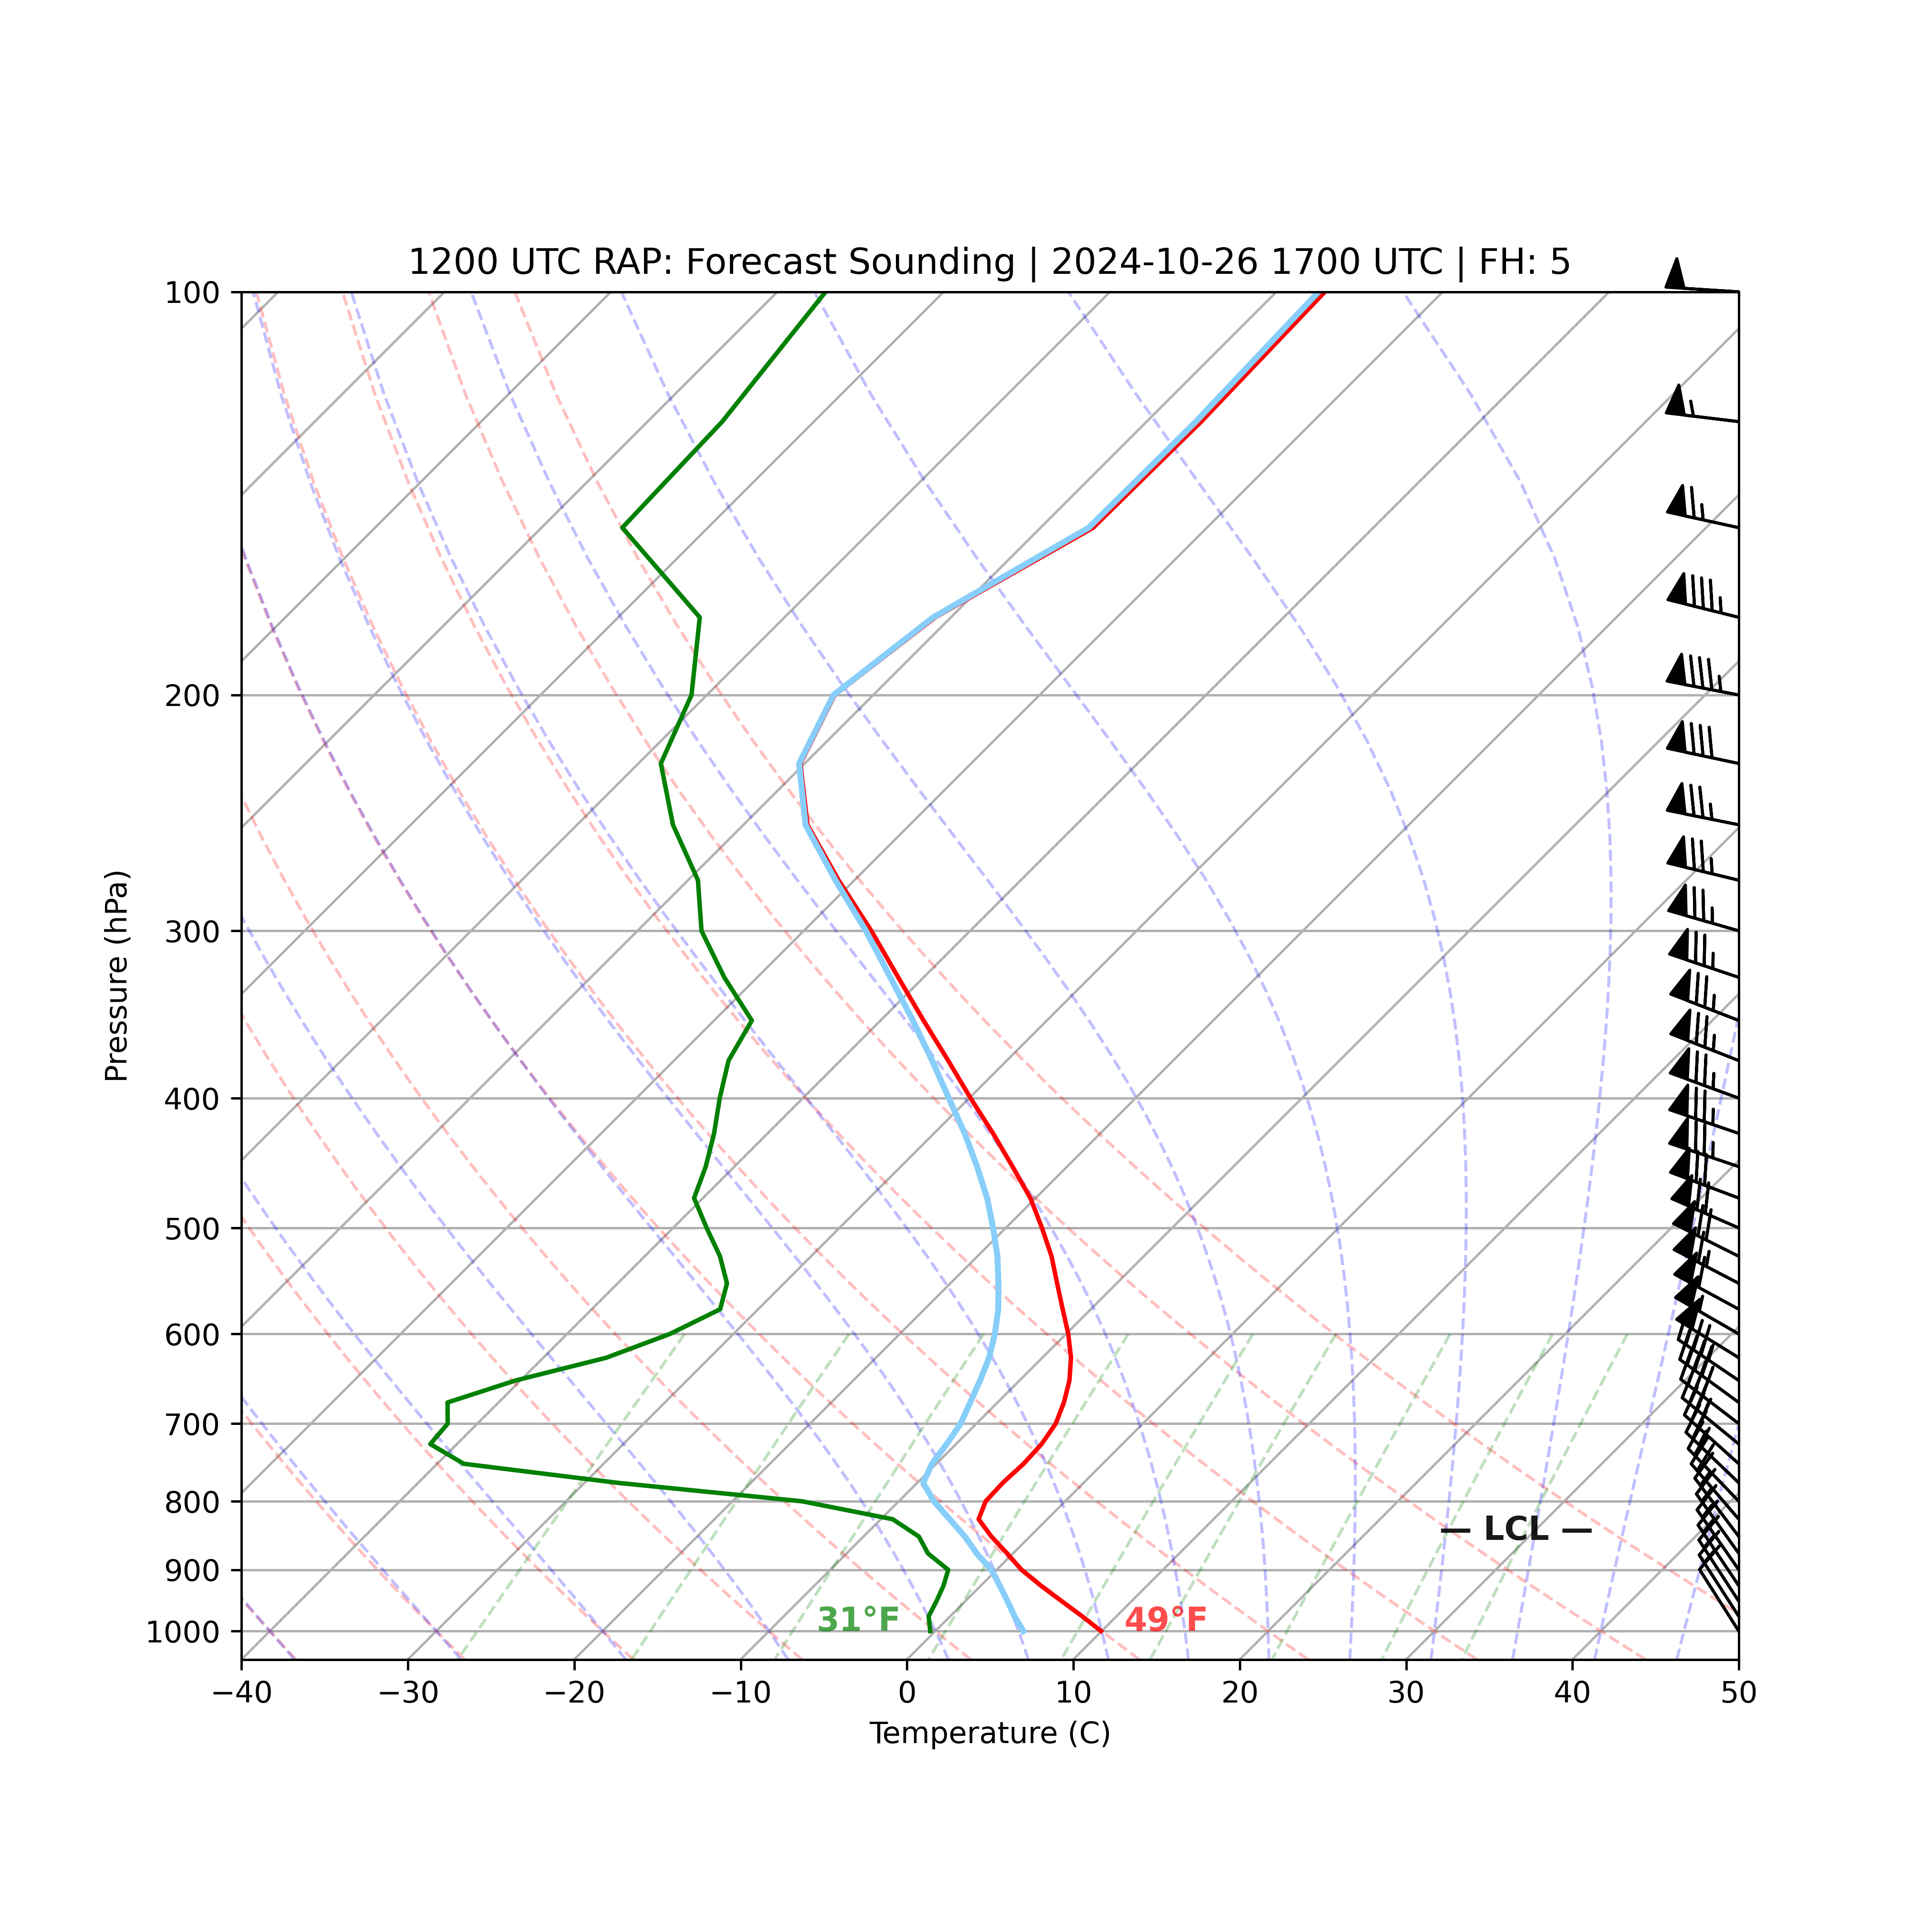 1200 UTC RAP: Forecast Sounding | 2024-10-26 1700 UTC | FH: 5
100
200
300
400
500
600
700
800
900
1000
Pressure (hPa)
— LCL —
31°F
49°F
−40 −30 −20 −10 0 10 20 30 40 50
Temperature (C)